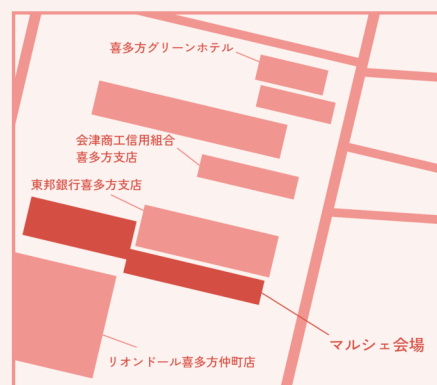 喜多方グリーンホテル
会津商工信用組合
喜多方支店
東邦銀行喜多方支店
マルシェ会場
リオンドール喜多方仲町店